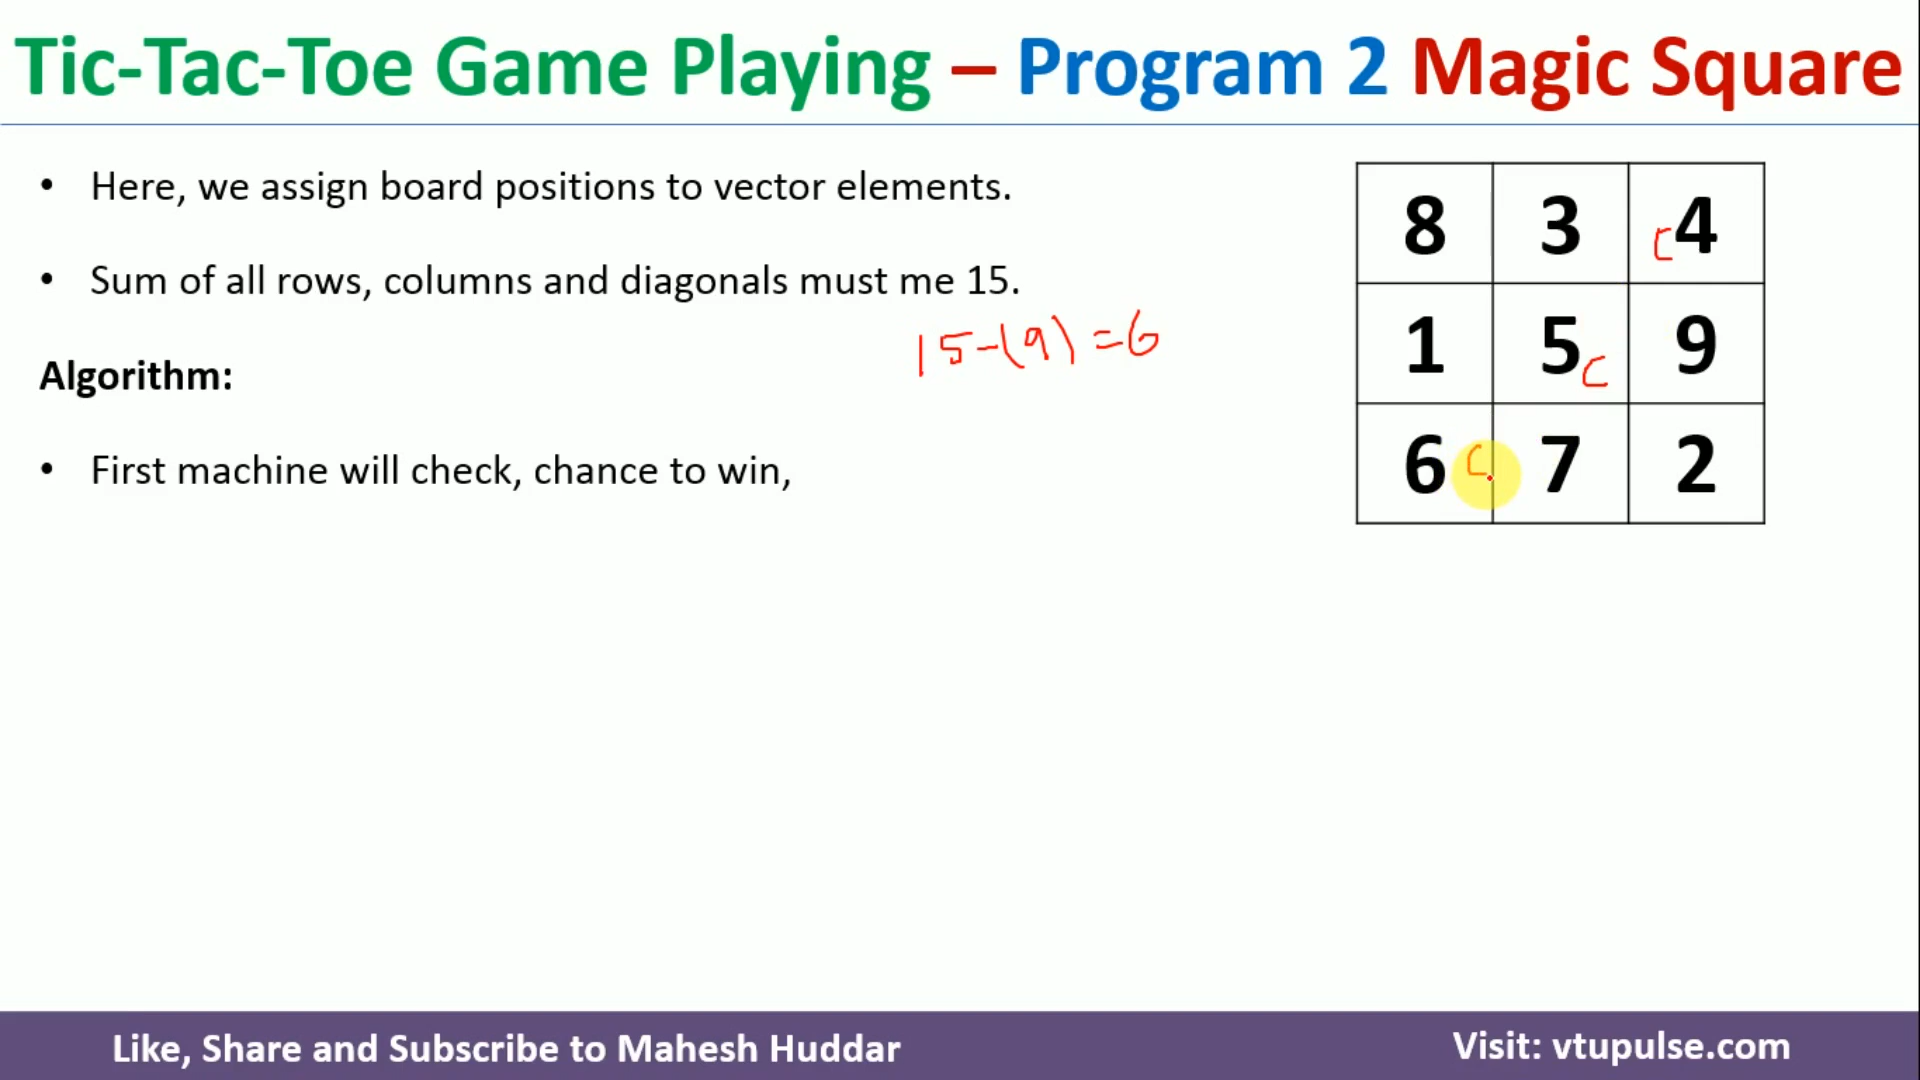 Tic-Tac-Toe Game Playing – Program 2 Magic Square
• Here, we assign board positions to vector elements.
• Sum of all rows, columns and diagonals must me 15.
15-(9)=6
Algorithm:
• First machine will check, chance to win,
8 3 C 4
1 5 C 9
6 C 7 2
Like, Share and Subscribe to Mahesh Huddar
Visit: vtupulse.com